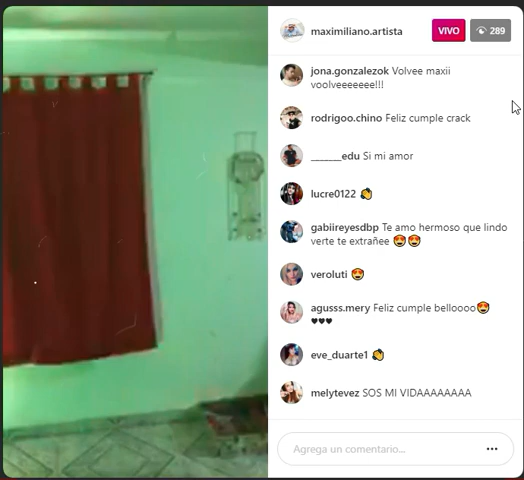 maximiliano.artista VIVO 289
jona.gonzalezok Volvee maxii
voolveeeeeee!!!
rodrigoo.chino Feliz cumple crack
_______edu Si mi amor
lucre0122 👏
gabiireyesdbp Te amo hermoso que lindo
verte te extrañee 😍😍
veroluti 😍
agusss.mery Feliz cumple belloooo😍
♥♥♥
eve_duarte1 👏
melytevez SOS MI VIDAAAAAAAA
Agrega un comentario...